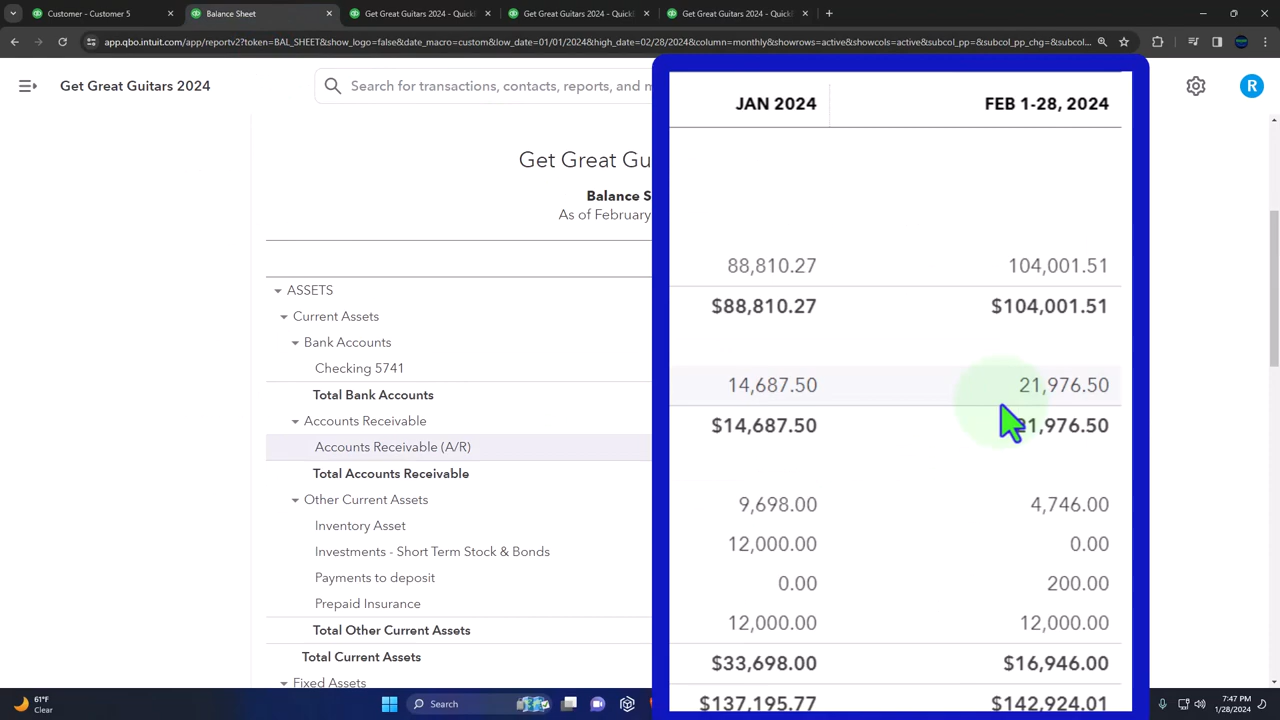 Customer - Customer 5
Balance Sheet
Get Great Guitars 2024 - Quick
Get Great Guitars 2024 - Quick
Get Great Guitars 2024 - Quick
app.qbo.intuit.com/app/reportv2?token=BAL_SHEET&slog=false&date_macro=custom&low_date=01/01/2024&high_date=02/28/2024&column=monthly&showrows=active&showcols=active&subcol_pp=&subcol_pp_chg=&subcol
Get Great Guitars 2024
Search for transactions, contacts, reports, and m
R
Get Great Gu
Balance S
As of February
JAN 2024 FEB 1-28, 2024
ASSETS
Current Assets
Bank Accounts
Checking 5741 88,810.27 104,001.51
Total Bank Accounts $88,810.27 $104,001.51
Accounts Receivable
Accounts Receivable (A/R) 14,687.50 21,976.50
Total Accounts Receivable $14,687.50 21,976.50
Other Current Assets
Inventory Asset 9,698.00 4,746.00
Investments - Short Term Stock & Bonds 12,000.00 0.00
Payments to deposit 0.00 200.00
Prepaid Insurance 12,000.00 12,000.00
Total Other Current Assets $33,698.00 $16,946.00
Total Current Assets $137,195.77 $142,924.01
Fixed Assets
61°F
Clear
Search
7:47 PM
1/28/2024